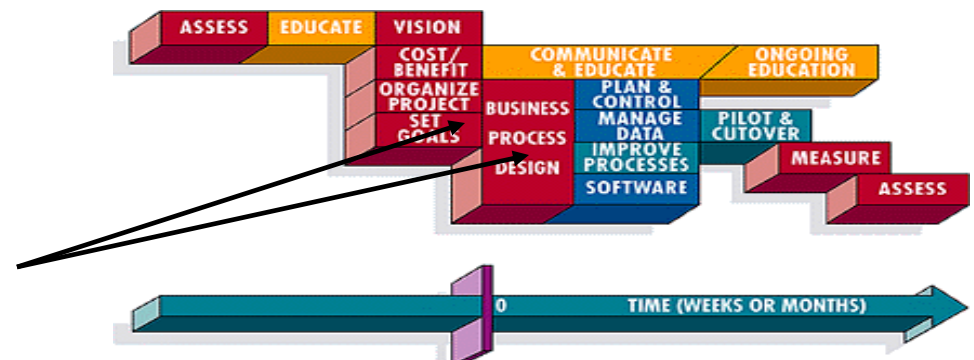 ASSESS
EDUCATE
VISION
COST/
BENEFIT
COMMUNICATE
& EDUCATE
ONGOING
EDUCATION
ORGANIZE
PROJECT
SET
GOALS
BUSINESS
PROCESS
DESIGN
PLAN &
CONTROL
MANAGE
DATA
IMPROVE
PROCESSES
SOFTWARE
PILOT &
CUTOVER
MEASURE
ASSESS
0
TIME (WEEKS OR MONTHS)